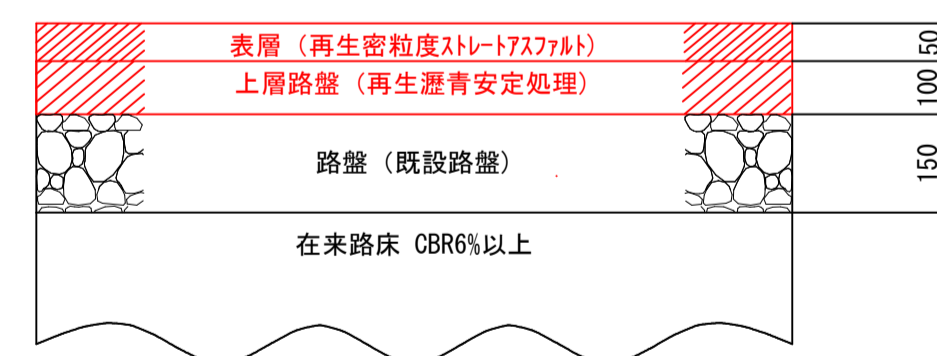 表層（再生密粒度ｽﾄﾚｰﾄｱｽﾌｧﾙﾄ）
50
上層路盤（再生瀝青安定処理）
100
路盤（既設路盤）
150
在来路床 CBR6%以上